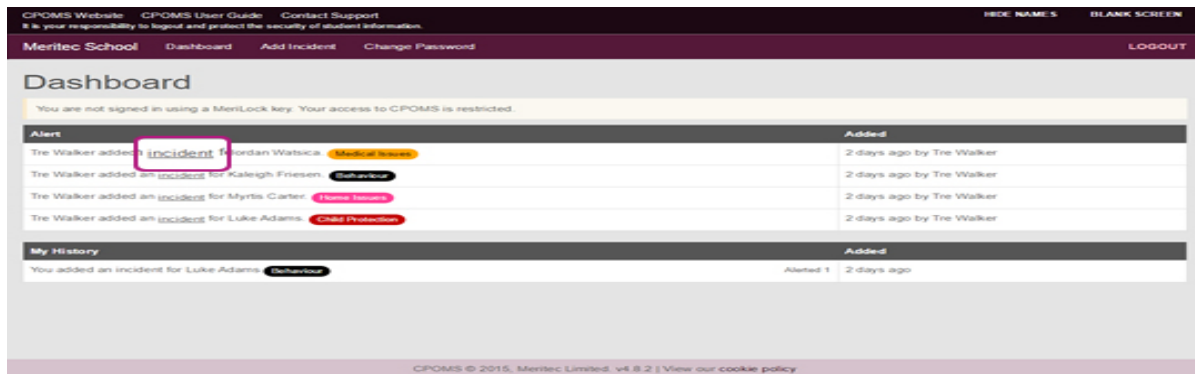 CPOMS Website CPOMS User Guide Contact Support HIDE NAMES BLANK SCREEN
It is your responsibility to logout and protect the security of student information.
Meritec School Dashboard Add Incident Change Password LOGOUT
Dashboard
You are not signed in using a MeriLock key. Your access to CPOMS is restricted.
Alert Added
Tre Walker added incident Jordan Watsica. Medical Issues 2 days ago by Tre Walker
Tre Walker added an incident for Kaleigh Friesen. Behaviour 2 days ago by Tre Walker
Tre Walker added an incident for Myrtis Carter. Home Issues 2 days ago by Tre Walker
Tre Walker added an incident for Luke Adams. Child Protection 2 days ago by Tre Walker
My History Added
You added an incident for Luke Adams Behaviour Alerted 1 2 days ago
CPOMS © 2015, Meritec Limited. v4.8.2 | View our cookie policy